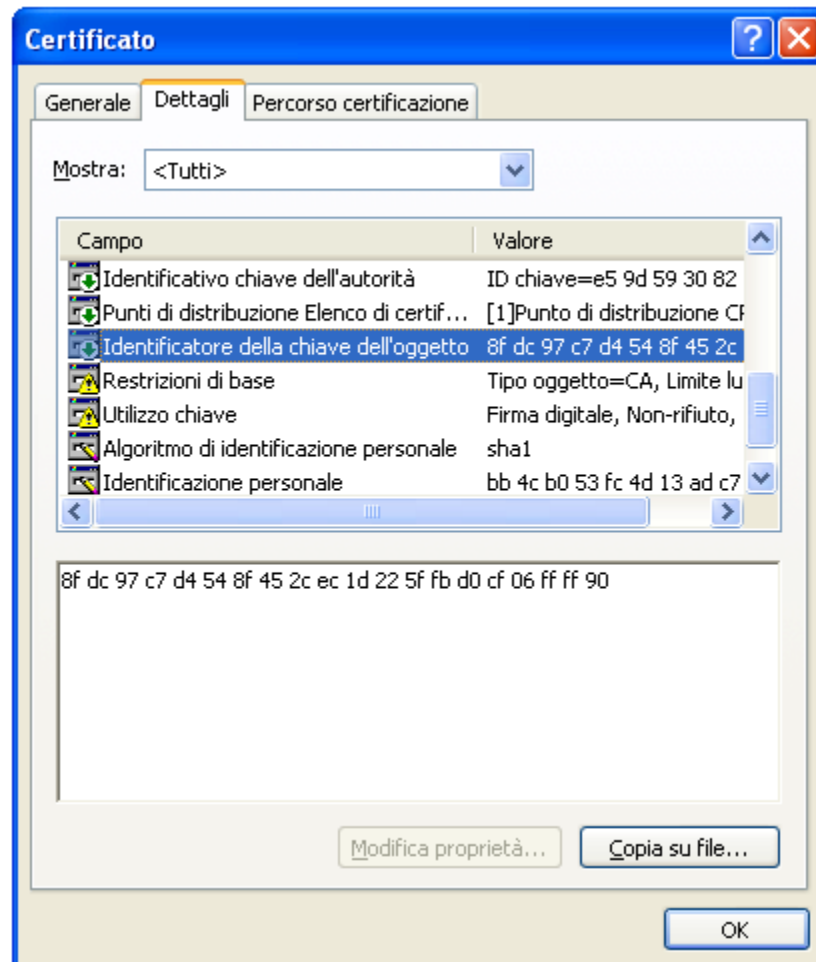 Certificato
Generale Dettagli Percorso certificazione
Mostra: <Tutti>
Campo Valore
Identificativo chiave dell'autorità ID chiave=e5 9d 59 30 82
Punti di distribuzione Elenco di certif... [1]Punto di distribuzione CR
Identificatore della chiave dell'oggetto 8f dc 97 c7 d4 54 8f 45 2c
Restrizioni di base Tipo oggetto=CA, Limite lu
Utilizzo chiave Firma digitale, Non-rifiuto,
Algoritmo di identificazione personale sha1
Identificazione personale bb 4c b0 53 fc 4d 13 ad c7
8f dc 97 c7 d4 54 8f 45 2c ec 1d 22 5f fb d0 cf 06 ff ff 90
Modifica proprietà... Copia su file...
OK